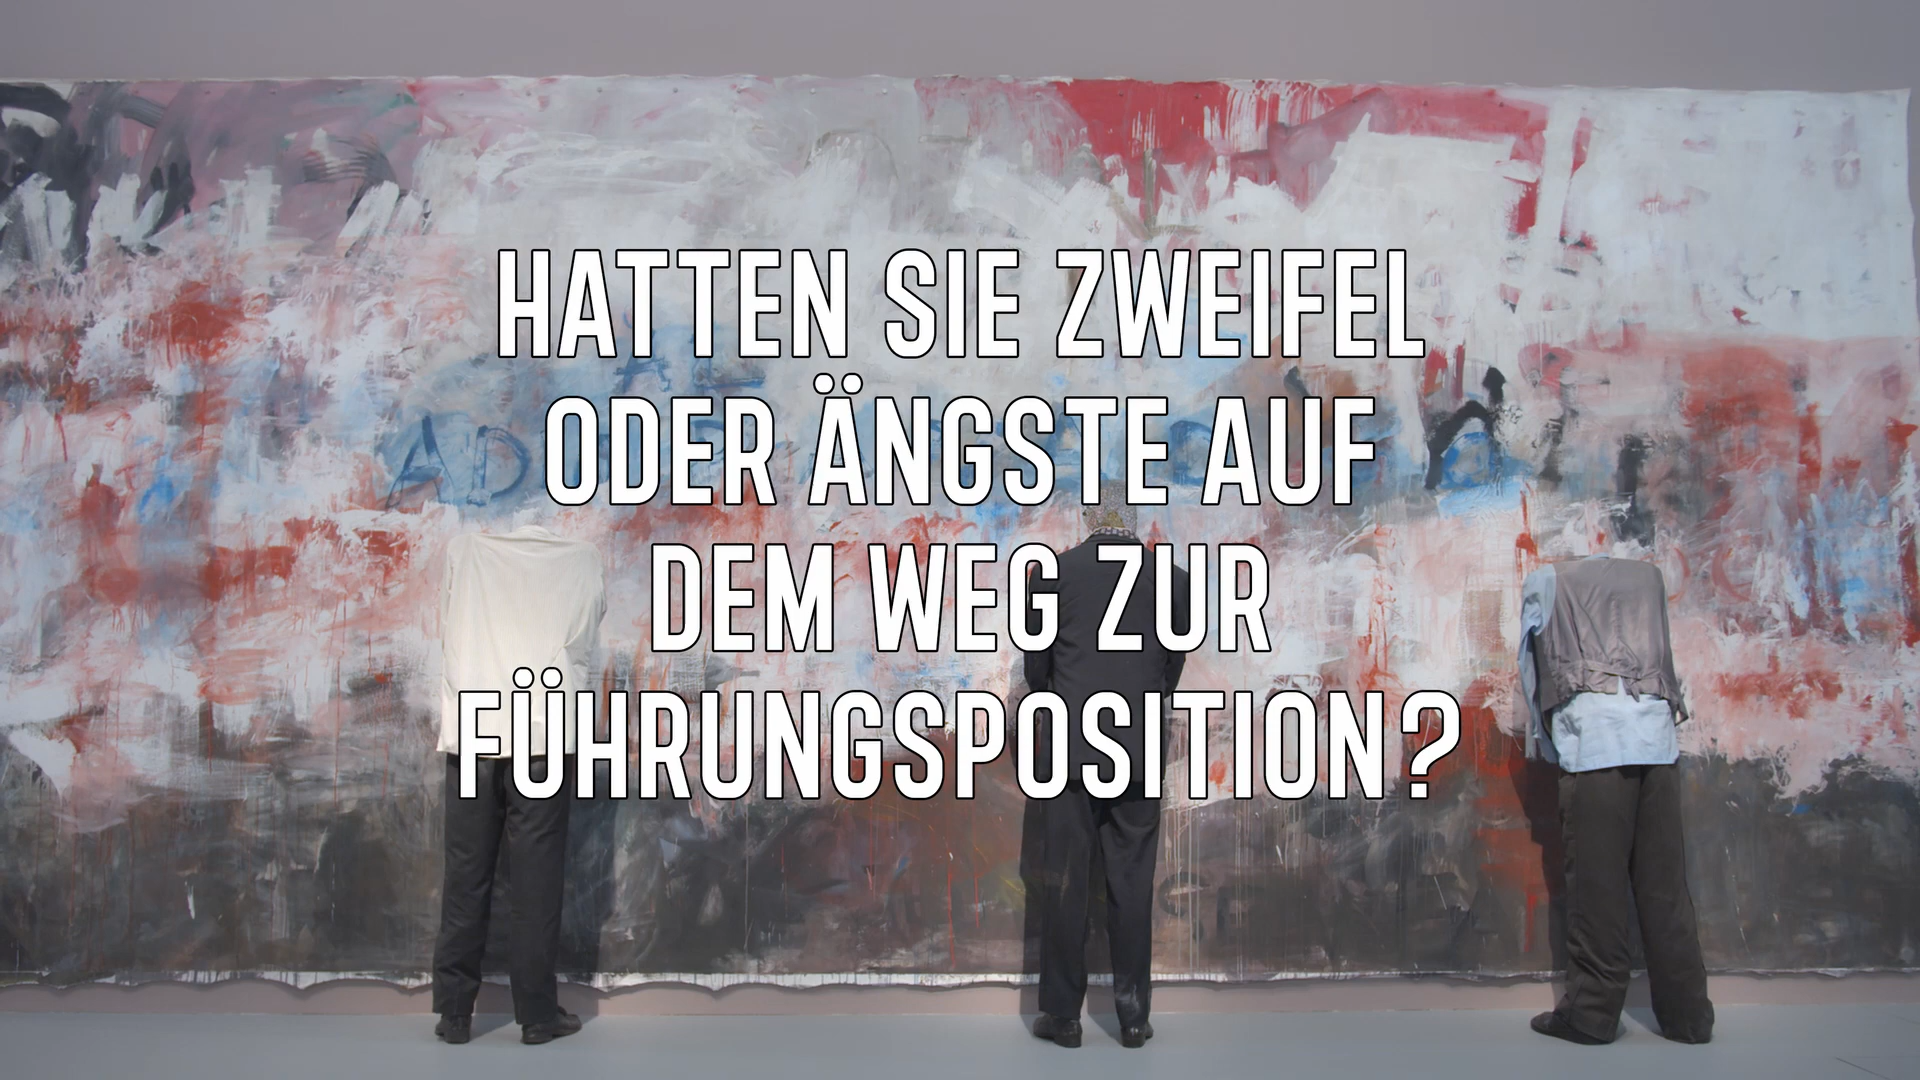 HATTEN SIE ZWEIFEL
ODER ÄNGSTE AUF
DEM WEG ZUR
FÜHRUNGSPOSITION?